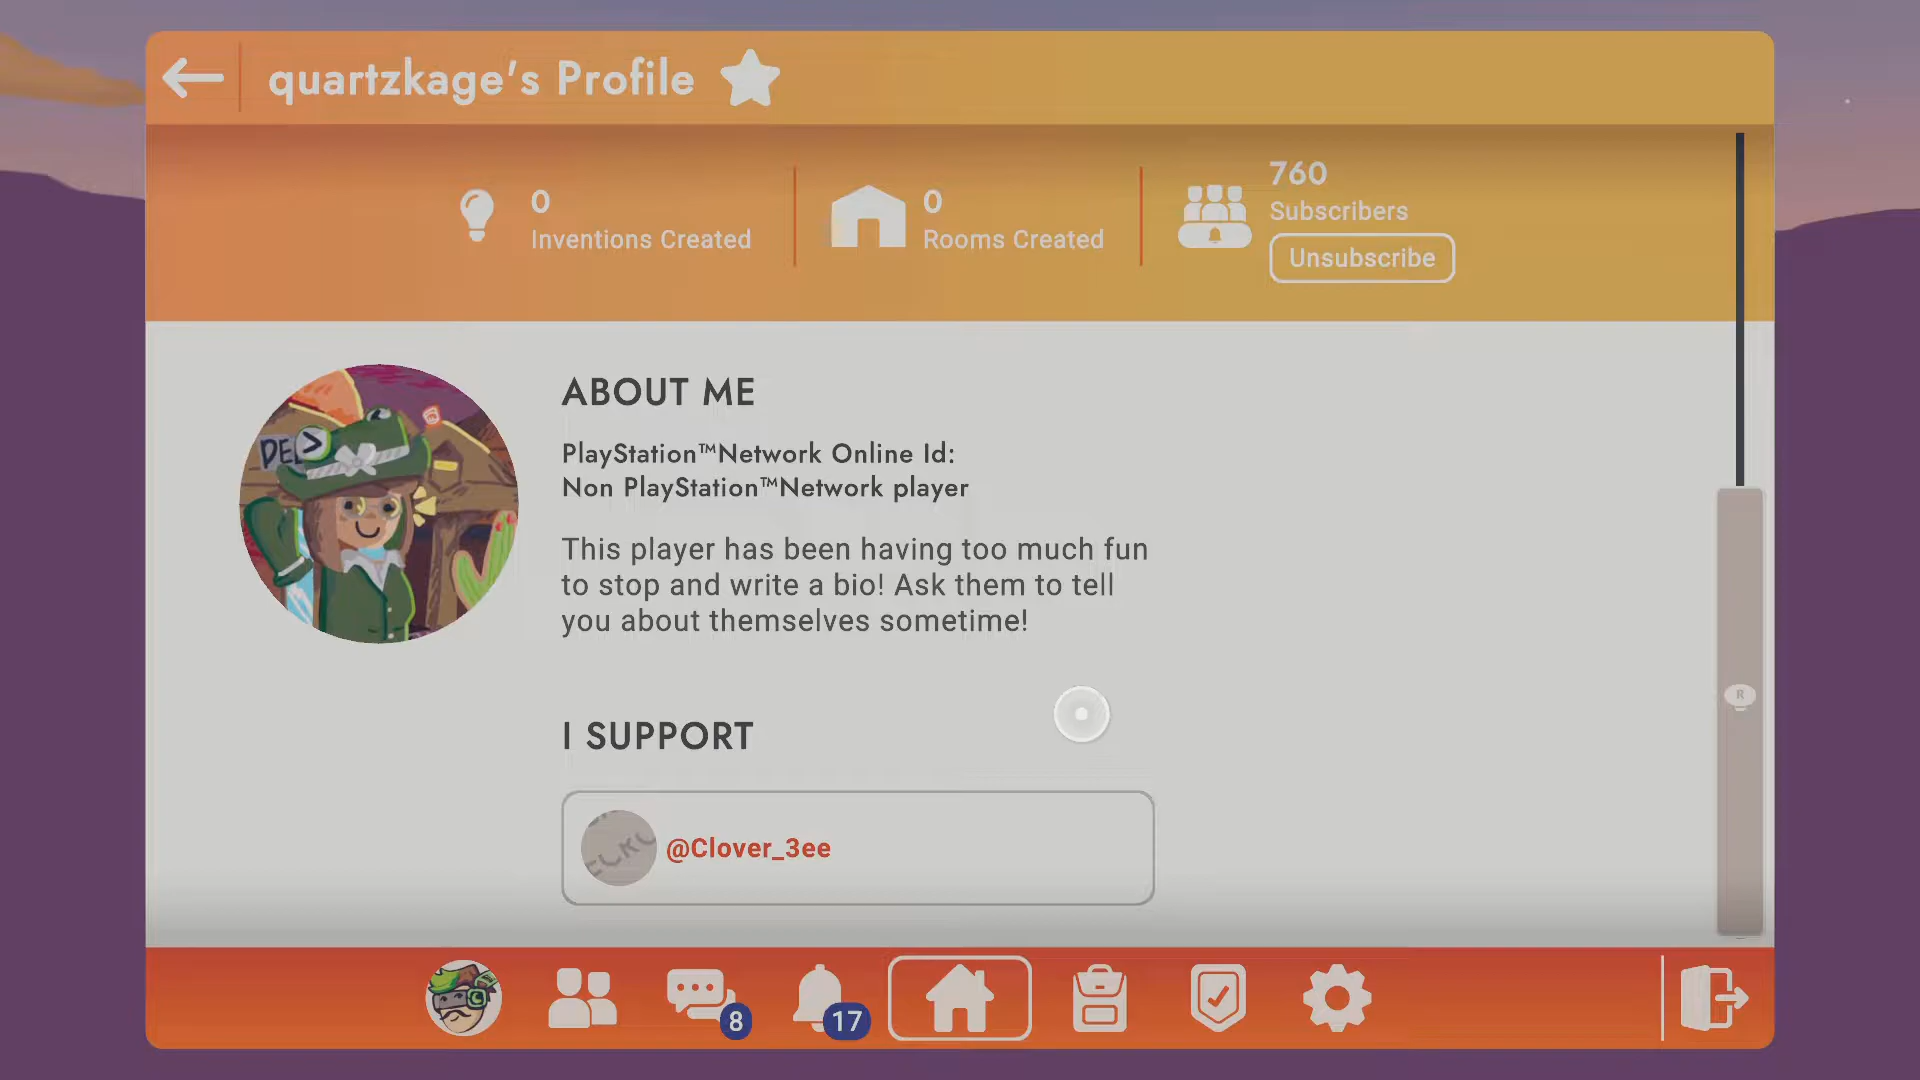 quartzkage's Profile
0
Inventions Created
0
Rooms Created
760
Subscribers
Unsubscribe
ABOUT ME
PlayStation™Network Online Id:
Non PlayStation™Network player
This player has been having too much fun
to stop and write a bio! Ask them to tell
you about themselves sometime!
I SUPPORT
@Clover_3ee
R
8
17